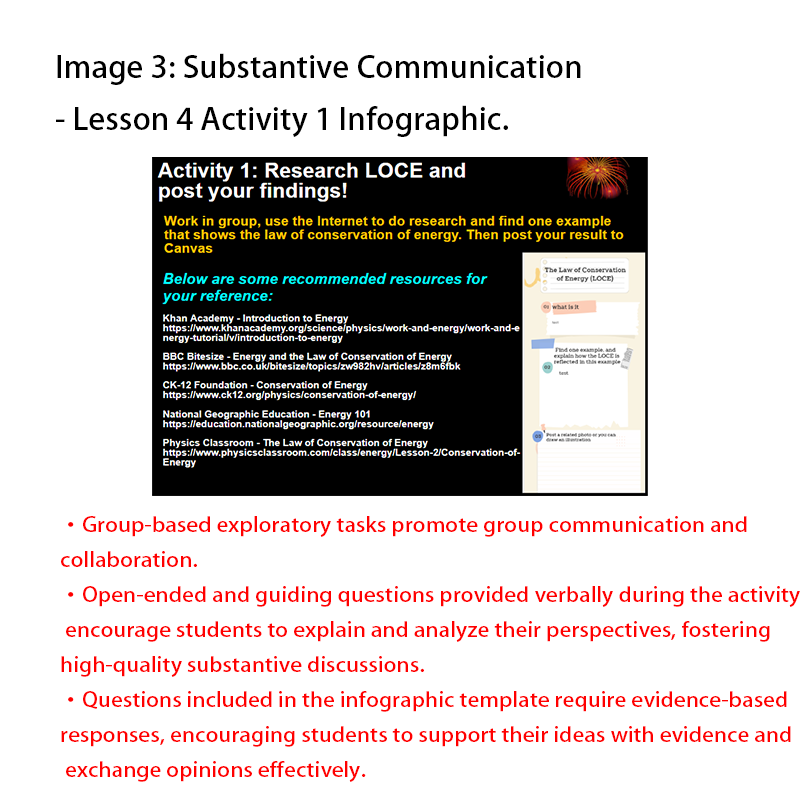 Image 3: Substantive Communication
- Lesson 4 Activity 1 Infographic.
Activity 1: Research LOCE and
post your findings!
Work in group, use the Internet to do research and find one example
that shows the law of conservation of energy. Then post your result to
Canvas
Below are some recommended resources for
your reference:
Khan Academy - Introduction to Energy
https://www.khanacademy.org/science/physics/work-and-energy/work-and-e
nergy-tutorial/v/introduction-to-energy
BBC Bitesize - Energy and the Law of Conservation of Energy
https://www.bbc.co.uk/bitesize/topics/zw982hv/articles/z8m6fbk
CK-12 Foundation - Conservation of Energy
https://www.ck12.org/physics/conservation-of-energy/
National Geographic Education - Energy 101
https://education.nationalgeographic.org/resource/energy
Physics Classroom - The Law of Conservation of Energy
https://www.physicsclassroom.com/class/energy/Lesson-2/Conservation-of-
Energy
The Law of Conservation
of Energy (LOCE)
01 what is it
text
Find one example, and
explain how the LOCE is
reflected in this example
02
text
03 Post a related photo or you can
draw an illustration
・Group-based exploratory tasks promote group communication and
collaboration.
・Open-ended and guiding questions provided verbally during the activity
encourage students to explain and analyze their perspectives, fostering
high-quality substantive discussions.
・Questions included in the infographic template require evidence-based
responses, encouraging students to support their ideas with evidence and
exchange opinions effectively.